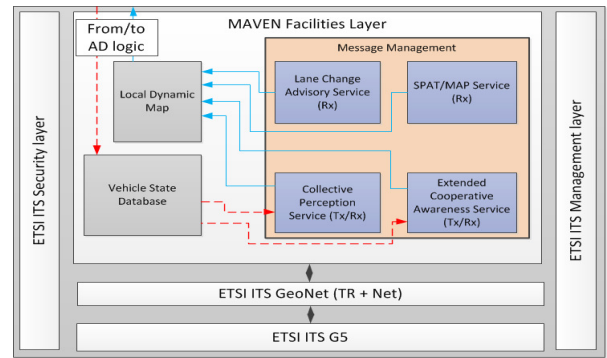 MAVEN Facilities Layer
From/to
AD logic
Message Management
Local Dynamic
Map
Lane Change
Advisory Service
(Rx)
SPAT/MAP Service
(Rx)
Vehicle State
Database
Collective
Perception
Service (Tx/Rx)
Extended
Cooperative
Awareness Service
(Tx/Rx)
ETSI ITS Security layer
ETSI ITS Management layer
ETSI ITS GeoNet (TR + Net)
ETSI ITS G5